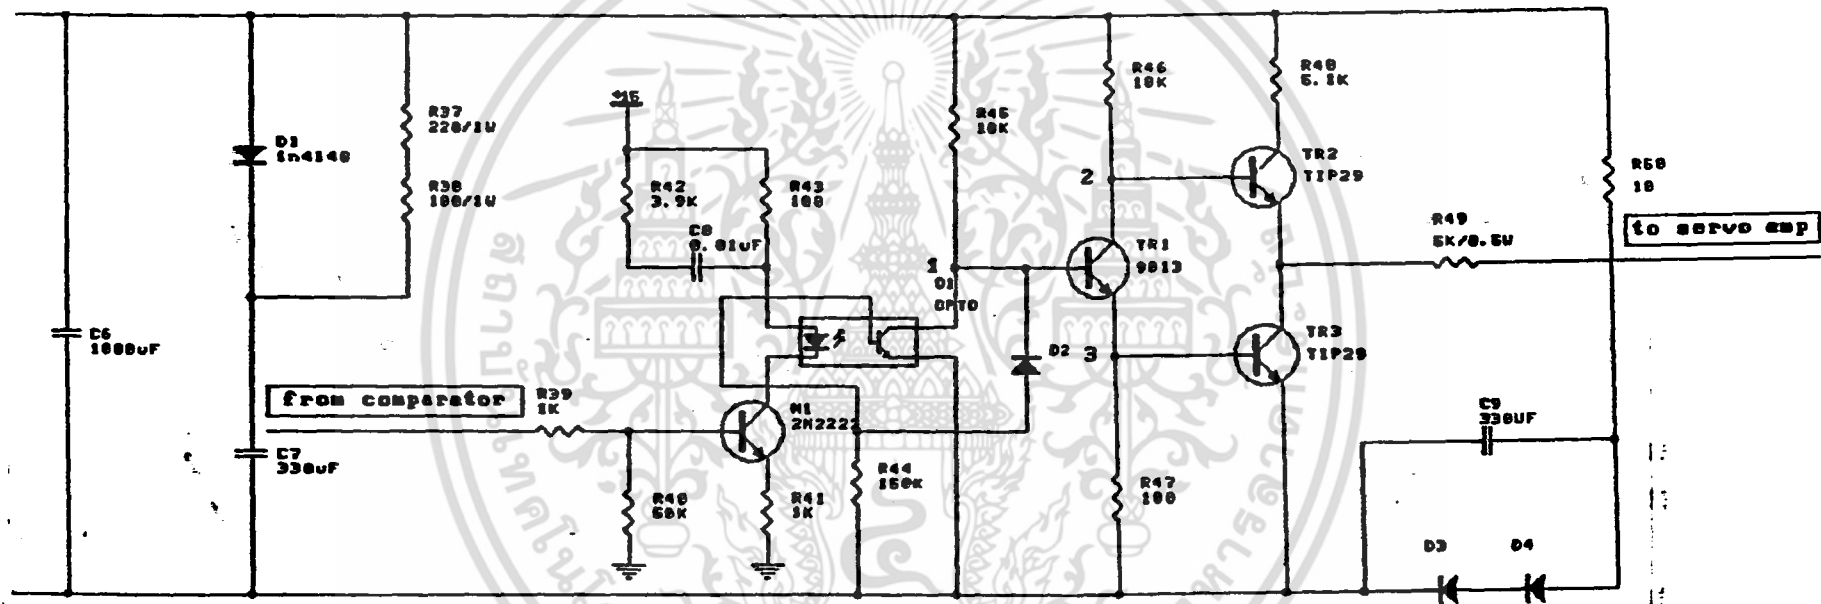 D1
1n4148
R37
220/1W
R38
100/1W
C6
1000uF
C7
330uF
from comparator
R39
1K
R40
50K
+15
R42
3.9K
R43
100
C8
0.01uF
N1
2N2222
R41
1K
R44
150K
R45
10K
1
O1
OPTO
D2
R46
10K
2
TR1
9013
3
R47
100
R48
5.1K
TR2
TIP29
TR3
TIP29
R49
5K/0.5W
R50
10
to servo amp
C9
330UF
D3
D4